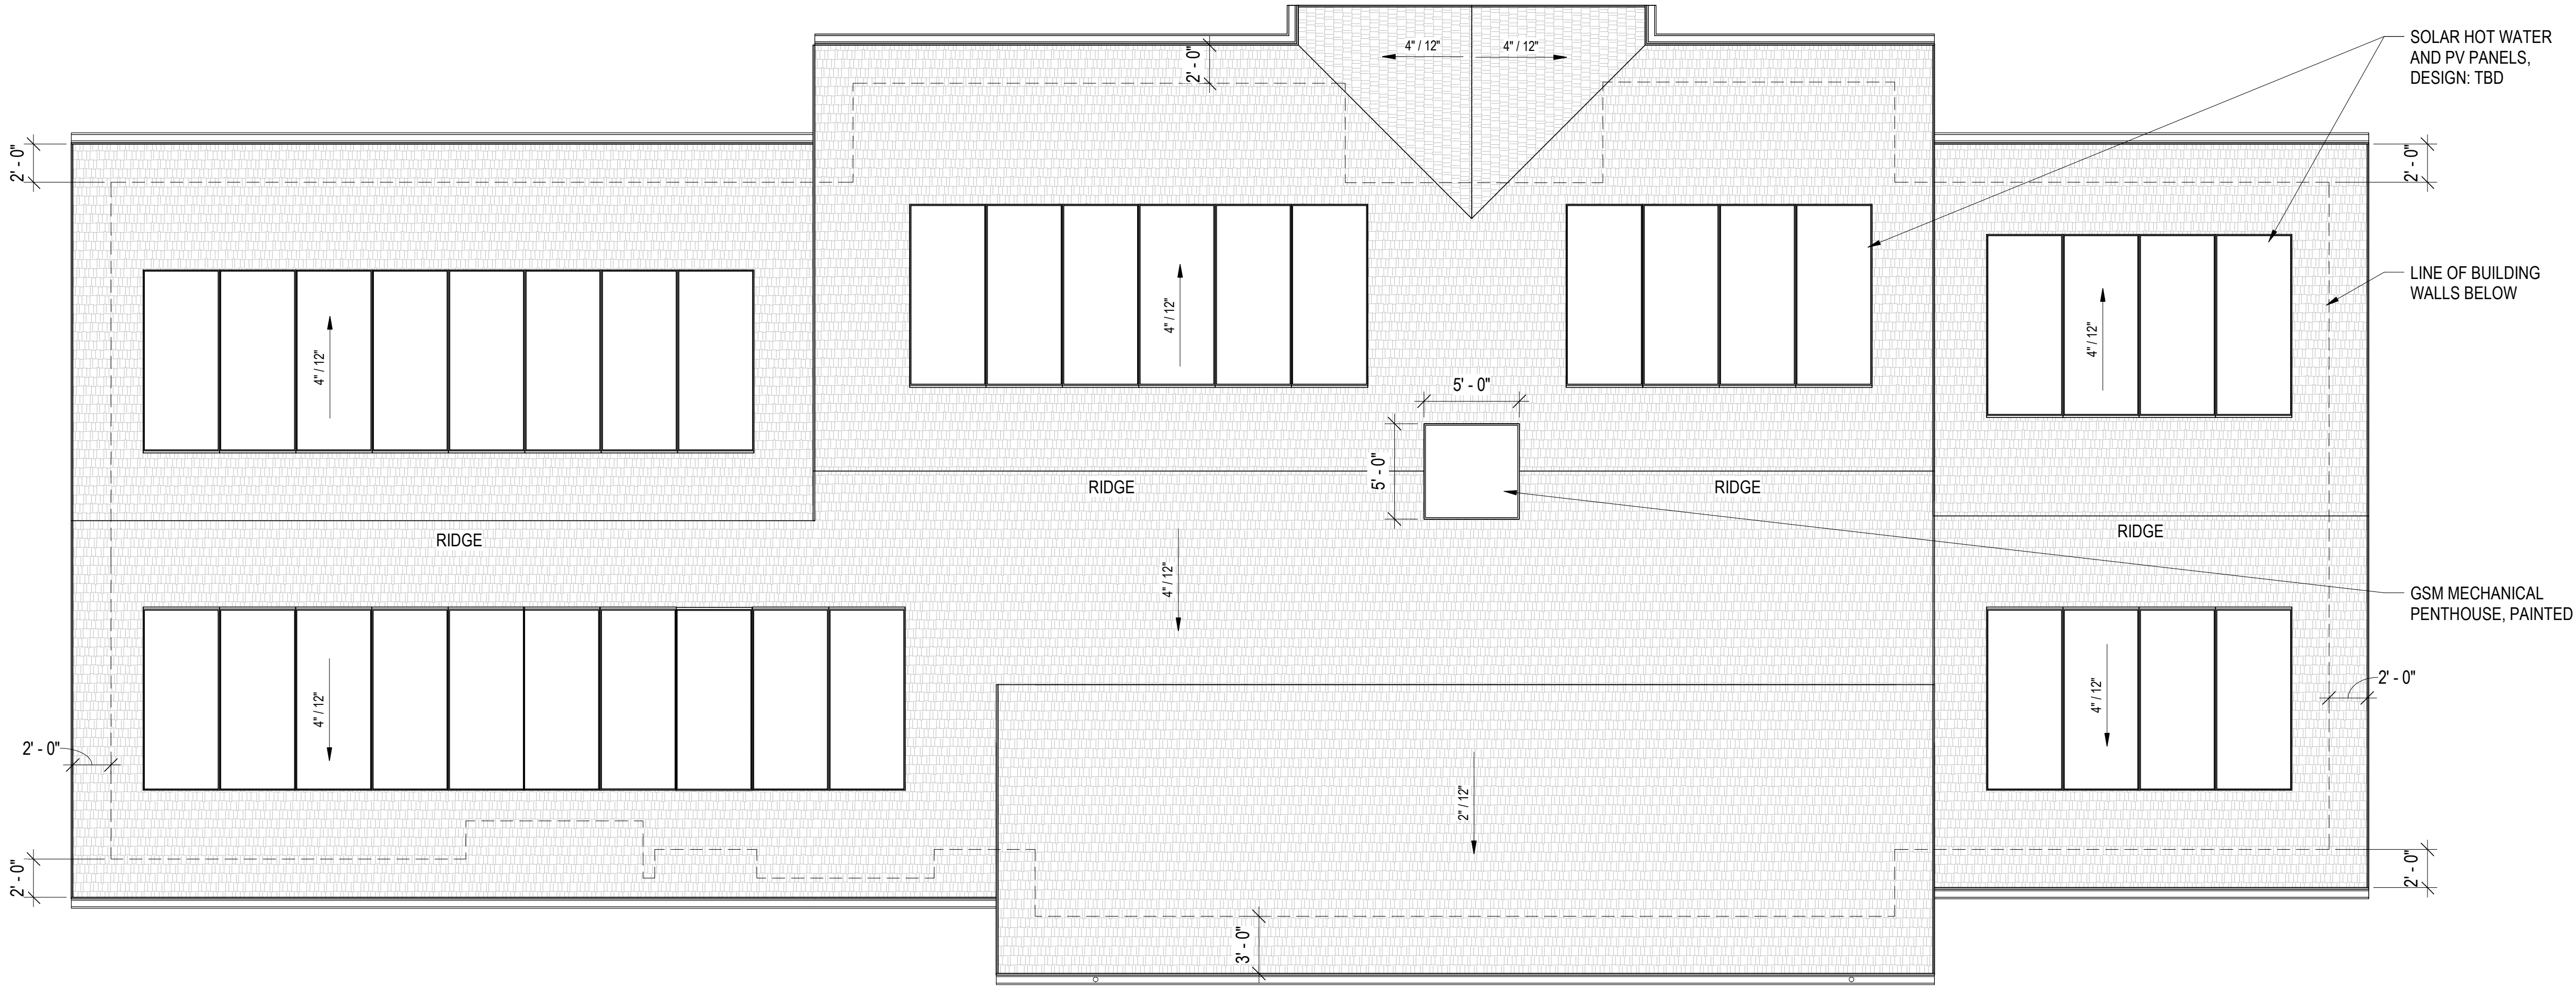 4" / 12"
4" / 12"
2' - 0"
SOLAR HOT WATER
AND PV PANELS,
DESIGN: TBD
2' - 0"
2' - 0"
LINE OF BUILDING
WALLS BELOW
4" / 12"
4" / 12"
4" / 12"
5' - 0"
5' - 0"
RIDGE
RIDGE
RIDGE
RIDGE
4" / 12"
GSM MECHANICAL
PENTHOUSE, PAINTED
4" / 12"
4" / 12"
2' - 0"
2' - 0"
2" / 12"
2' - 0"
2' - 0"
3' - 0"